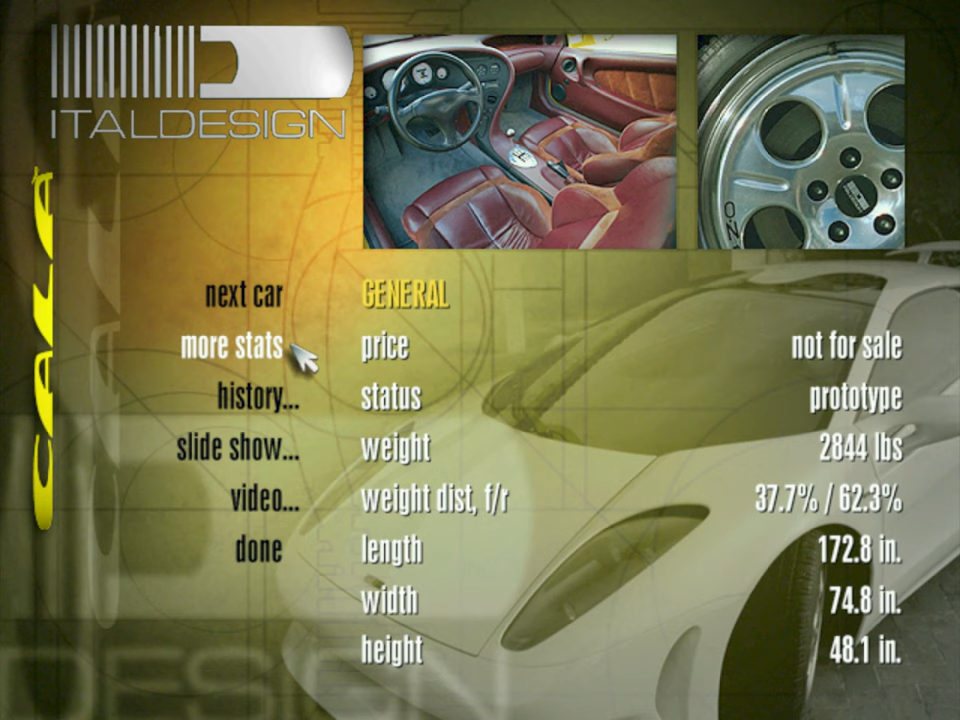 ITALDESIGN
CALA
next car
more stats
history...
slide show...
video...
done
GENERAL
price not for sale
status prototype
weight 2844 lbs
weight dist, f/r 37.7% / 62.3%
length 172.8 in.
width 74.8 in.
height 48.1 in.
DESIGN